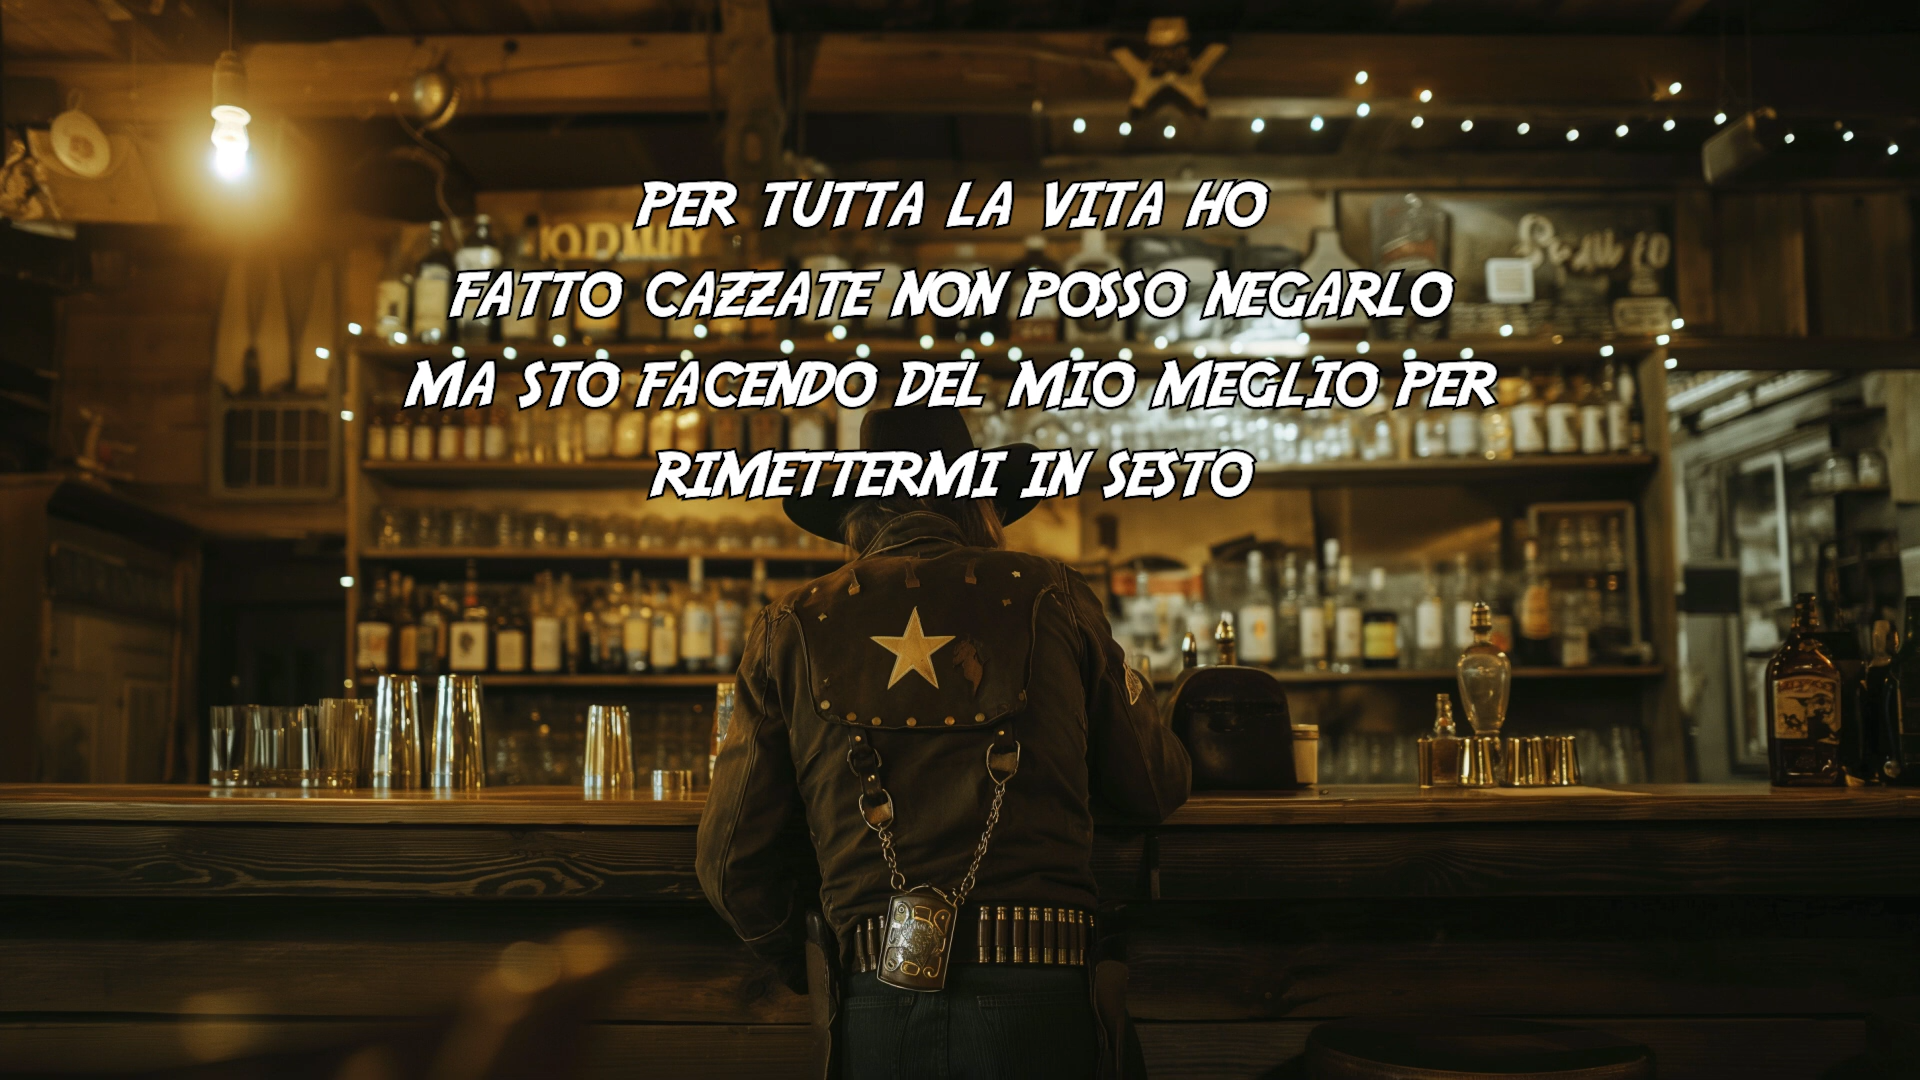 PER TUTTA LA VITA HO
FATTO CAZZATE NON POSSO NEGARLO
MA STO FACENDO DEL MIO MEGLIO PER
RIMETTERMI IN SESTO